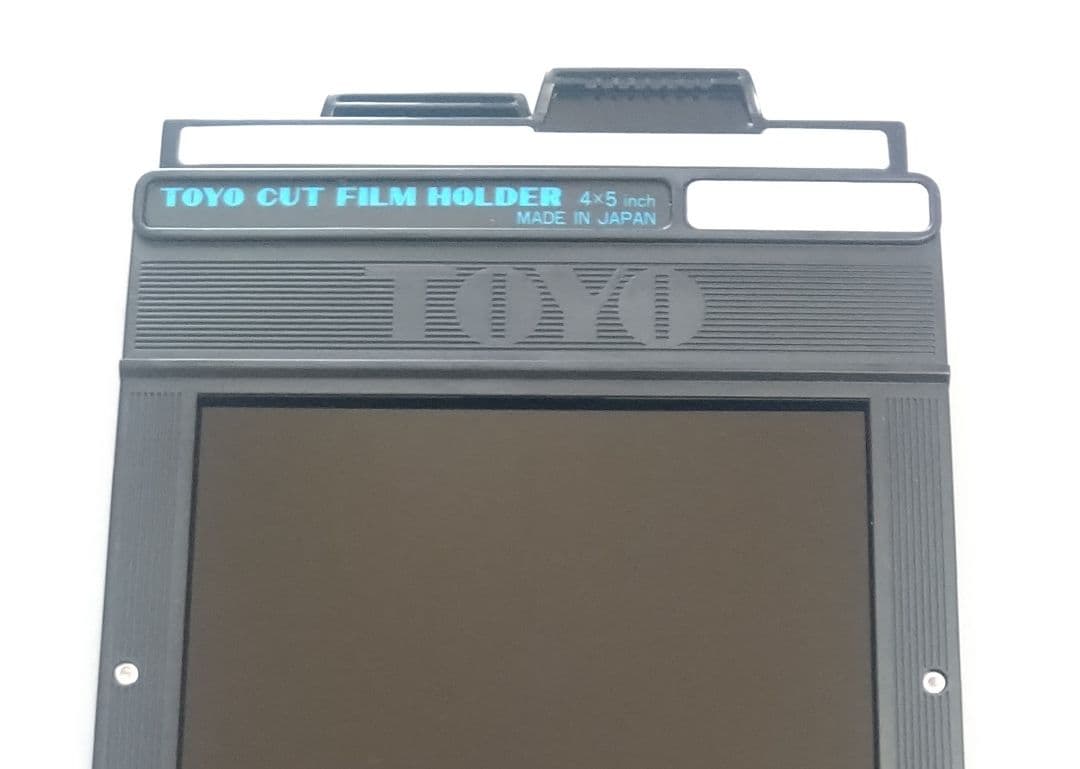 TOYO CUT FILM HOLDER 4×5 inch
MADE IN JAPAN
TOYO